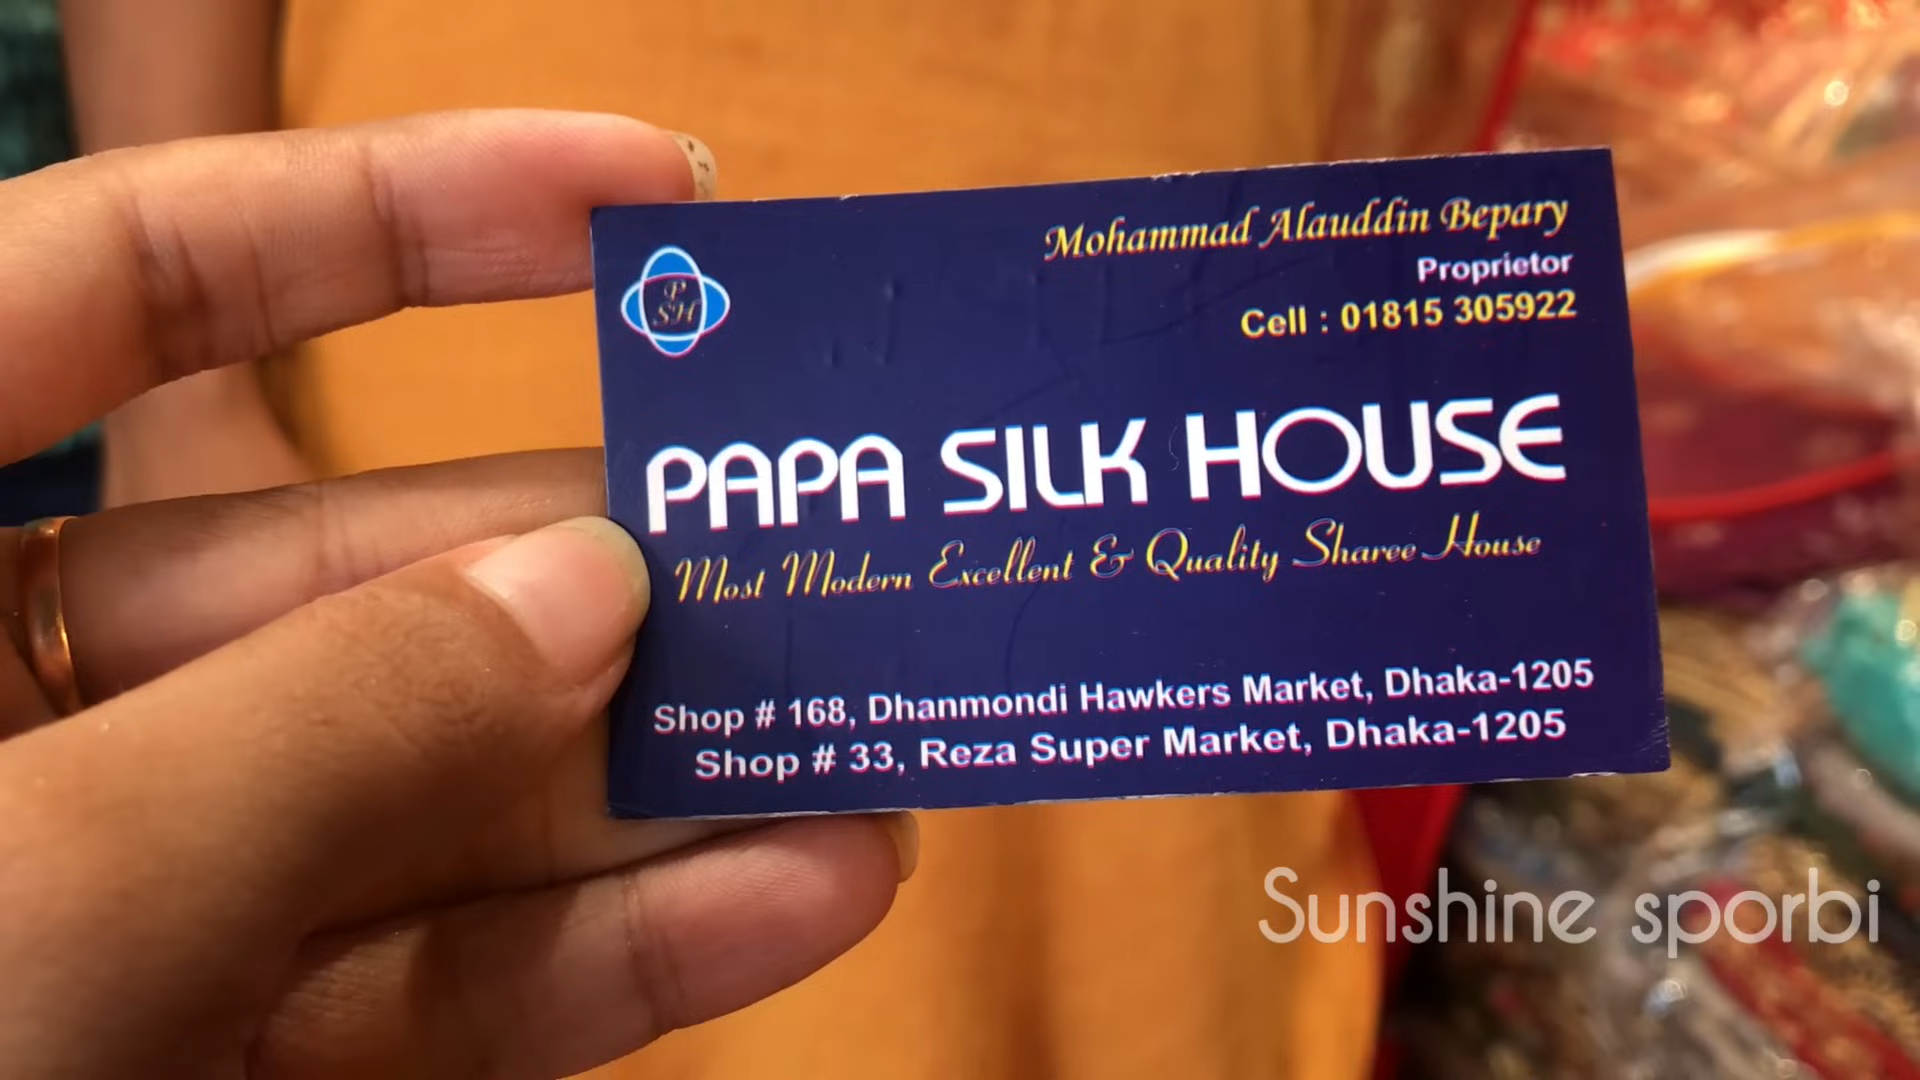 Mohammad Alauddin Bepary
Proprietor
Cell : 01815 305922
P
SH
PAPA SILK HOUSE
Most Modern Excellent & Quality Sharee House
Shop # 168, Dhanmondi Hawkers Market, Dhaka-1205
Shop # 33, Reza Super Market, Dhaka-1205
Sunshine sporbi